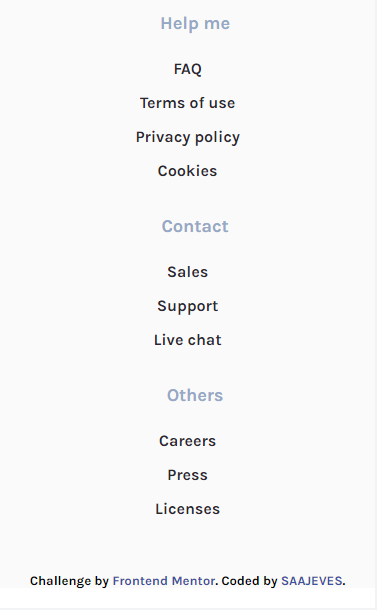 Help me
FAQ
Terms of use
Privacy policy
Cookies
Contact
Sales
Support
Live chat
Others
Careers
Press
Licenses
Challenge by Frontend Mentor. Coded by SAAJEVES.